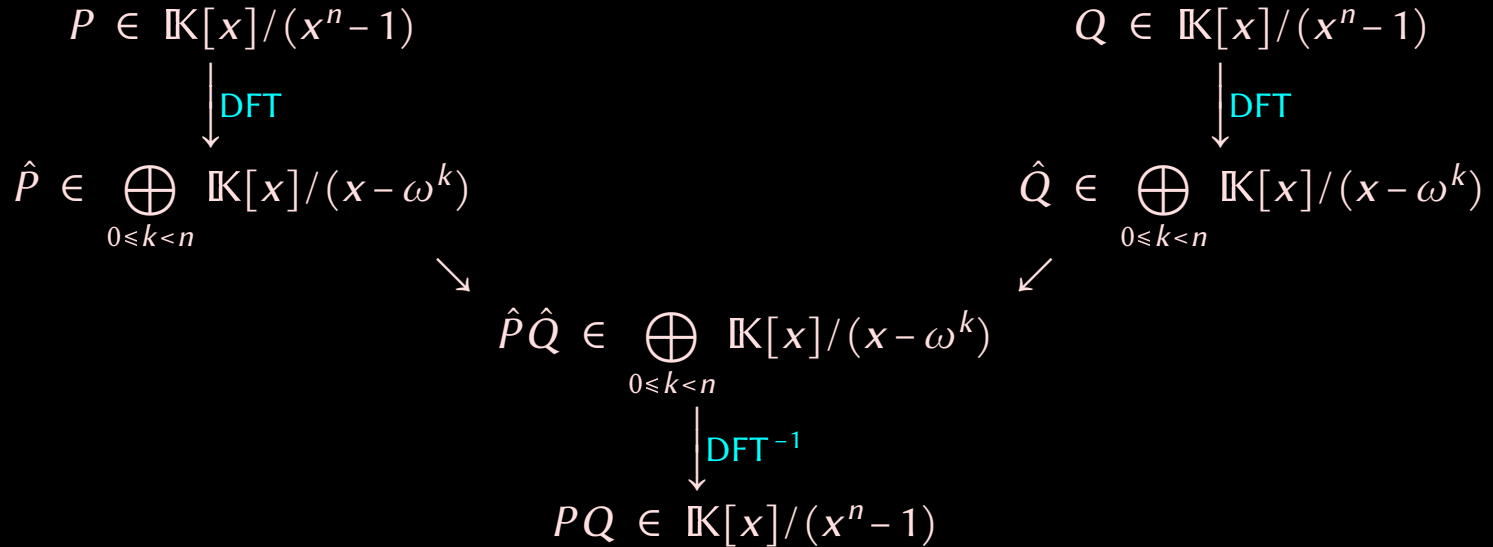 P ∈ 𝕂[x]/(xⁿ − 1) Q ∈ 𝕂[x]/(xⁿ − 1)
DFT DFT
P̂ ∈ ⨁ 𝕂[x]/(x − ωᵏ) Q̂ ∈ ⨁ 𝕂[x]/(x − ωᵏ)
0⩽k<n 0⩽k<n
↘ ↙
P̂Q̂ ∈ ⨁ 𝕂[x]/(x − ωᵏ)
0⩽k<n
DFT⁻¹
PQ ∈ 𝕂[x]/(xⁿ − 1)